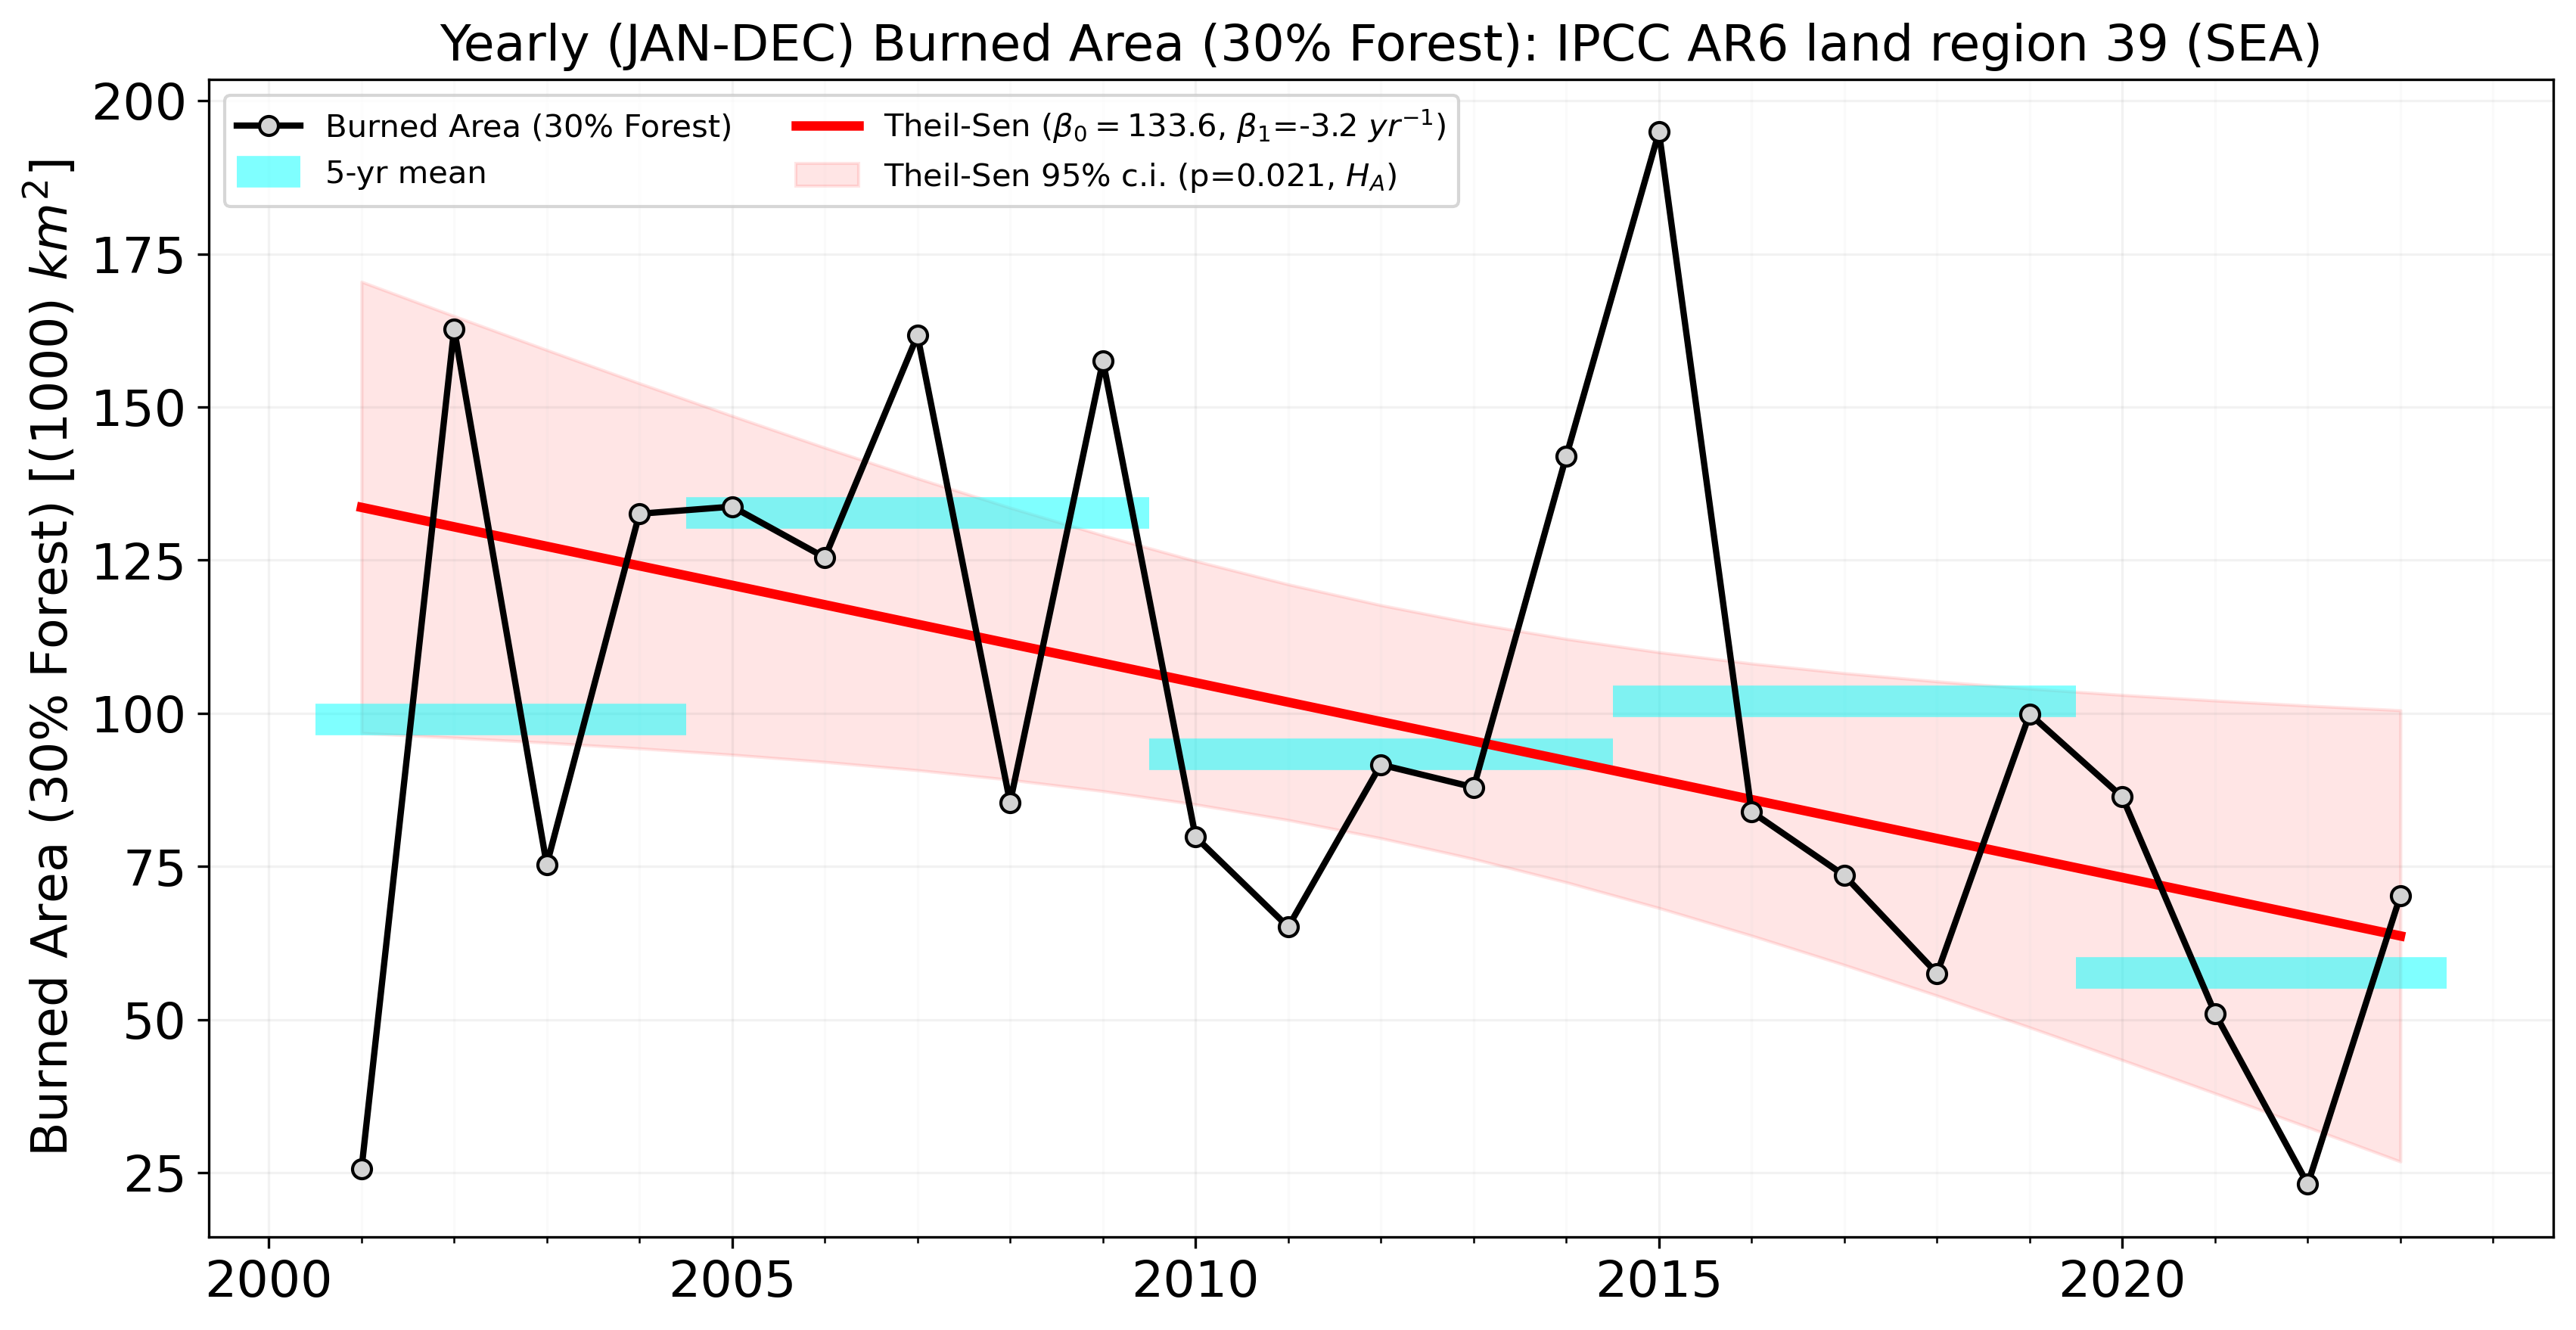 Yearly (JAN-DEC) Burned Area (30% Forest): IPCC AR6 land region 39 (SEA)
Burned Area (30% Forest) [(1000) km²]
200
175
150
125
100
75
50
25
Burned Area (30% Forest)
5-yr mean
Theil-Sen (β₀ = 133.6, β₁=-3.2 yr⁻¹)
Theil-Sen 95% c.i. (p=0.021, H_A)
2000 2005 2010 2015 2020